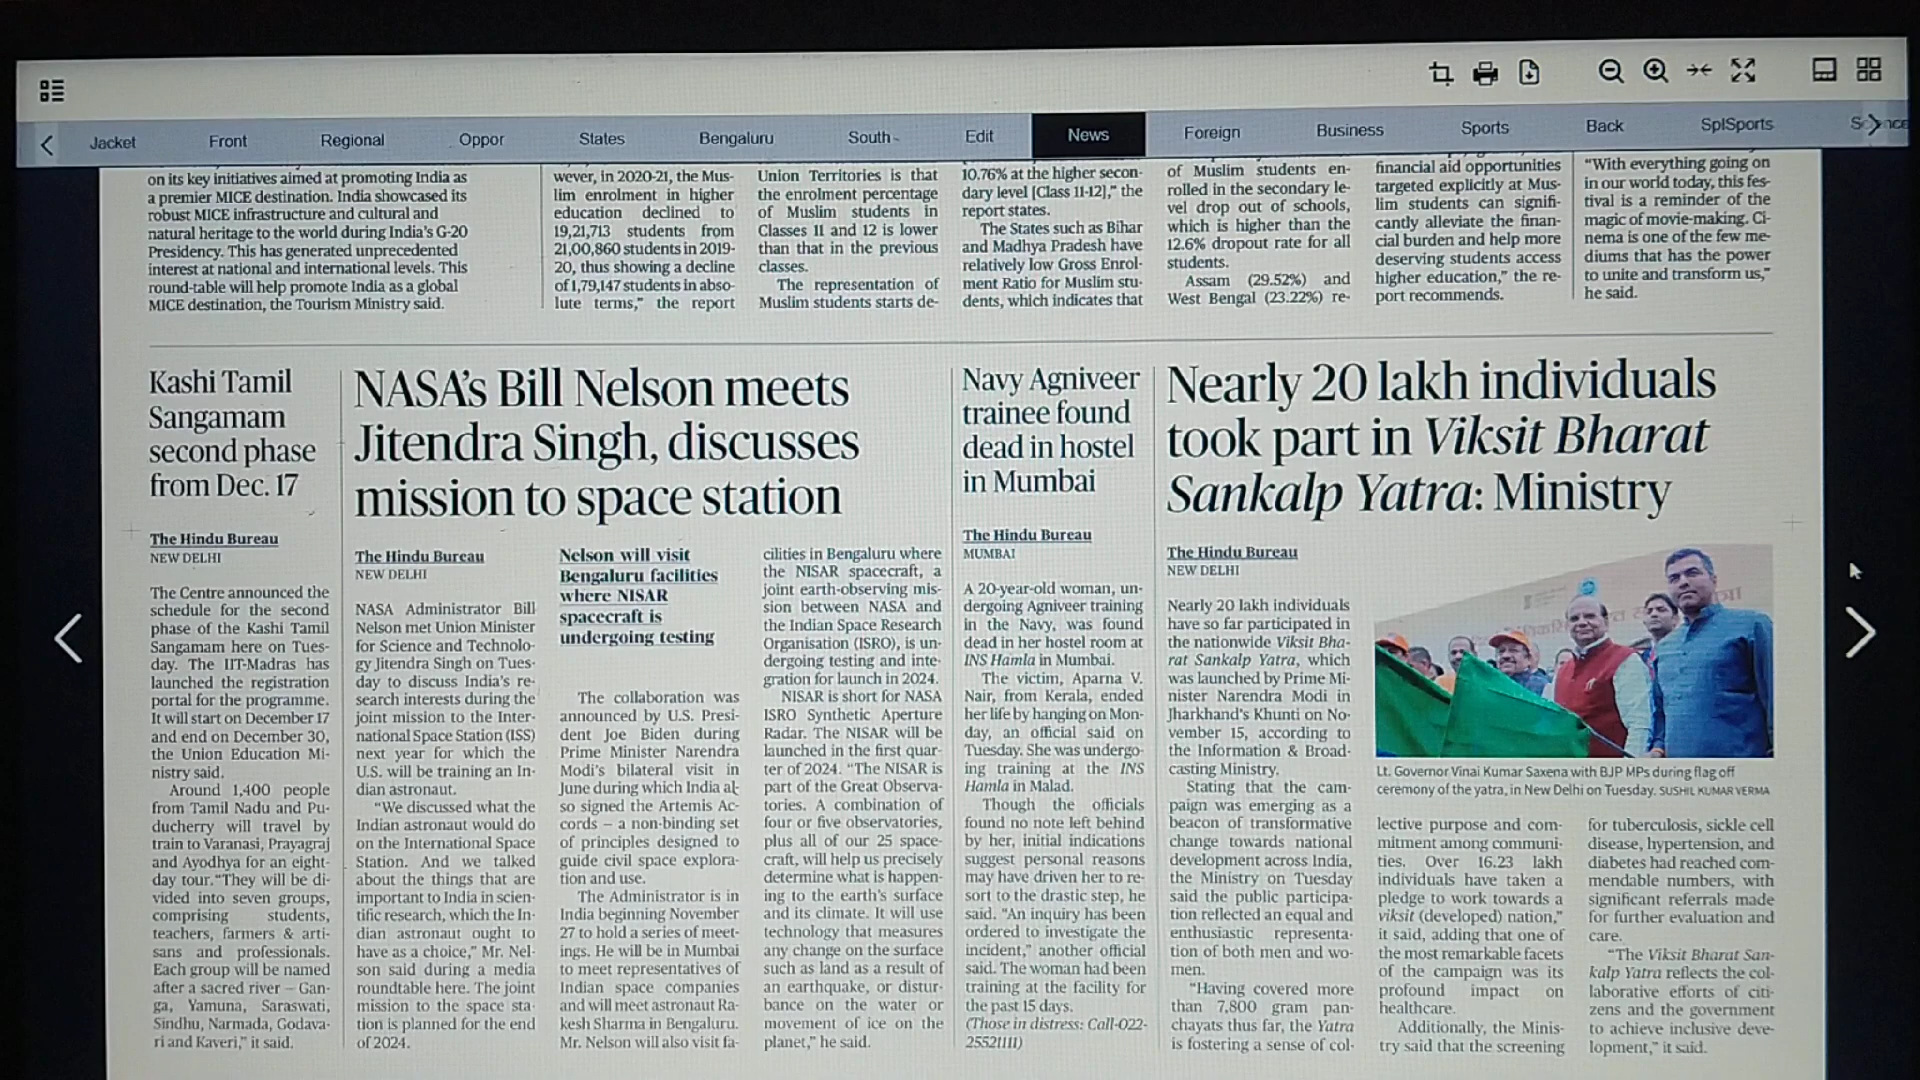 Jacket Front Regional Oppor States Bengaluru South Edit News Foreign Business Sports Back SplSports
on its key initiatives aimed at promoting India as
a premier MICE destination. India showcased its
robust MICE infrastructure and cultural and
natural heritage to the world during India's G-20
Presidency. This has generated unprecedented
interest at national and international levels. This
round-table will help promote India as a global
MICE destination, the Tourism Ministry said.
wever, in 2020-21, the Mus-
lim enrolment in higher
education declined to
19,21,713 students from
21,00,860 students in 2019-
20, thus showing a decline
of 1,79,147 students in abso-
lute terms," the report
Union Territories is that
the enrolment percentage
of Muslim students in
Classes 11 and 12 is lower
than that in the previous
classes.
The representation of
Muslim students starts de-
10.76% at the higher secon-
dary level [Class 11-12]," the
report states.
The States such as Bihar
and Madhya Pradesh have
relatively low Gross Enrol-
ment Ratio for Muslim stu-
dents, which indicates that
of Muslim students en-
rolled in the secondary le-
vel drop out of schools,
which is higher than the
12.6% dropout rate for all
students.
Assam (29.52%) and
West Bengal (23.22%) re-
financial aid opportunities
targeted explicitly at Mus-
lim students can signifi-
cantly alleviate the finan-
cial burden and help more
deserving students access
higher education," the re-
port recommends.
"With everything going on
in our world today, this fes-
tival is a reminder of the
magic of movie-making. Ci-
nema is one of the few me-
diums that has the power
to unite and transform us,"
he said.
Kashi Tamil
Sangamam
second phase
from Dec. 17
The Hindu Bureau
NEW DELHI
The Centre announced the
schedule for the second
phase of the Kashi Tamil
Sangamam here on Tues-
day. The IIT-Madras has
launched the registration
portal for the programme.
It will start on December 17
and end on December 30,
the Union Education Mi-
nistry said.
Around 1,400 people
from Tamil Nadu and Pu-
ducherry will travel by
train to Varanasi, Prayagraj
and Ayodhya for an eight-
day tour. "They will be di-
vided into seven groups,
comprising students,
teachers, farmers & arti-
sans and professionals.
Each group will be named
after a sacred river – Gan-
ga, Yamuna, Saraswati,
Sindhu, Narmada, Godava-
ri and Kaveri," it said.
NASA's Bill Nelson meets
Jitendra Singh, discusses
mission to space station
The Hindu Bureau
NEW DELHI
NASA Administrator Bill
Nelson met Union Minister
for Science and Technolo-
gy Jitendra Singh on Tues-
day to discuss India's re-
search interests during the
joint mission to the Inter-
national Space Station (ISS)
next year for which the
U.S. will be training an In-
dian astronaut.
"We discussed what the
Indian astronaut would do
on the International Space
Station. And we talked
about the things that are
important to India in scien-
tific research, which the In-
dian astronaut ought to
have as a choice," Mr. Nel-
son said during a media
roundtable here. The joint
mission to the space sta-
tion is planned for the end
of 2024.
Nelson will visit
Bengaluru facilities
where NISAR
spacecraft is
undergoing testing
The collaboration was
announced by U.S. Presi-
dent Joe Biden during
Prime Minister Narendra
Modi's bilateral visit in
June during which India al-
so signed the Artemis Ac-
cords – a non-binding set
of principles designed to
guide civil space explora-
tion and use.
The Administrator is in
India beginning November
27 to hold a series of meet-
ings. He will be in Mumbai
to meet representatives of
Indian space companies
and will meet astronaut Ra-
kesh Sharma in Bengaluru.
Mr. Nelson will also visit fa-
cilities in Bengaluru where
the NISAR spacecraft, a
joint earth-observing mis-
sion between NASA and
the Indian Space Research
Organisation (ISRO), is un-
dergoing testing and inte-
gration for launch in 2024.
NISAR is short for NASA
ISRO Synthetic Aperture
Radar. The NISAR will be
launched in the first quar-
ter of 2024. "The NISAR is
part of the Great Observa-
tories. A combination of
four or five observatories,
plus all of our 25 space-
craft, will help us precisely
determine what is happen-
ing to the earth's surface
and its climate. It will use
technology that measures
any change on the surface
such as land as a result of
an earthquake, or distur-
bance on the water or
movement of ice on the
planet," he said.
Navy Agniveer
trainee found
dead in hostel
in Mumbai
The Hindu Bureau
MUMBAI
A 20-year-old woman, un-
dergoing Agniveer training
in the Navy, was found
dead in her hostel room at
INS Hamla in Mumbai.
The victim, Aparna V.
Nair, from Kerala, ended
her life by hanging on Mon-
day, an official said on
Tuesday. She was undergo-
ing training at the INS
Hamla in Malad.
Though the officials
found no note left behind
by her, initial indications
suggest personal reasons
may have driven her to re-
sort to the drastic step, he
said. "An inquiry has been
ordered to investigate the
incident," another official
said. The woman had been
training at the facility for
the past 15 days.
(Those in distress: Call-022-
25521111)
Nearly 20 lakh individuals
took part in Viksit Bharat
Sankalp Yatra: Ministry
The Hindu Bureau
NEW DELHI
Nearly 20 lakh individuals
have so far participated in
the nationwide Viksit Bha-
rat Sankalp Yatra, which
was launched by Prime Mi-
nister Narendra Modi in
Jharkhand's Khunti on No-
vember 15, according to
the Information & Broad-
casting Ministry.
Stating that the cam-
paign was emerging as a
beacon of transformative
change towards national
development across India,
the Ministry on Tuesday
said the public participa-
tion reflected an equal and
enthusiastic representa-
tion of both men and wo-
men.
"Having covered more
than 7,800 gram pan-
chayats thus far, the Yatra
is fostering a sense of col-
Lt. Governor Vinai Kumar Saxena with BJP MPs during flag off
ceremony of the yatra, in New Delhi on Tuesday. SUSHIL KUMAR VERMA
lective purpose and com-
mitment among communi-
ties. Over 16.23 lakh
individuals have taken a
pledge to work towards a
viksit (developed) nation,"
it said, adding that one of
the most remarkable facets
of the campaign was its
profound impact on
healthcare.
Additionally, the Minis-
try said that the screening
for tuberculosis, sickle cell
disease, hypertension, and
diabetes had reached com-
mendable numbers, with
significant referrals made
for further evaluation and
care.
"The Viksit Bharat San-
kalp Yatra reflects the col-
laborative efforts of citi-
zens and the government
to achieve inclusive deve-
lopment," it said.